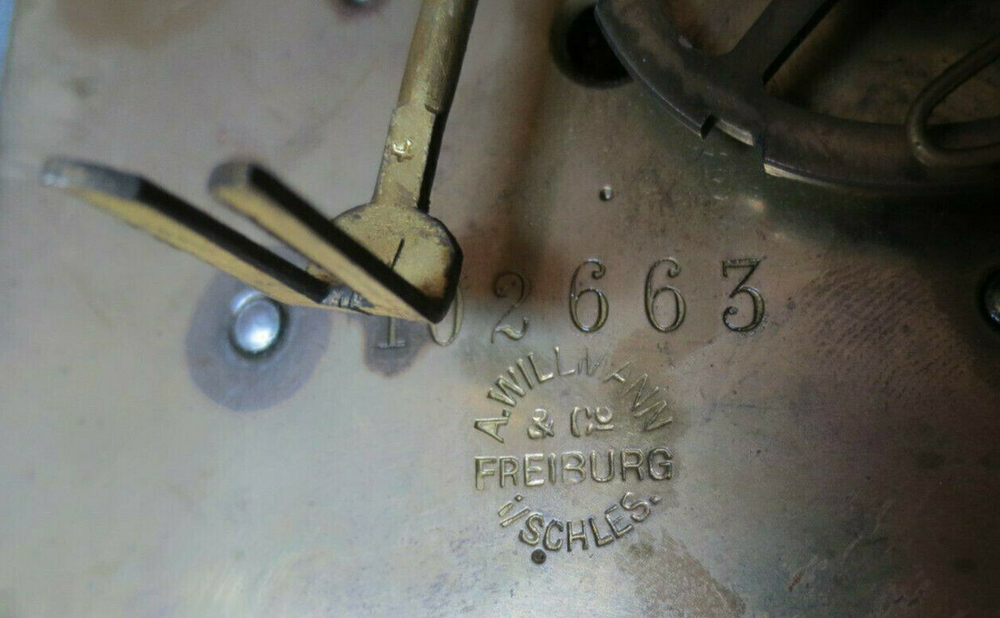 102663
A. WILLMANN
& Co
FREIBURG
i/SCHLES.